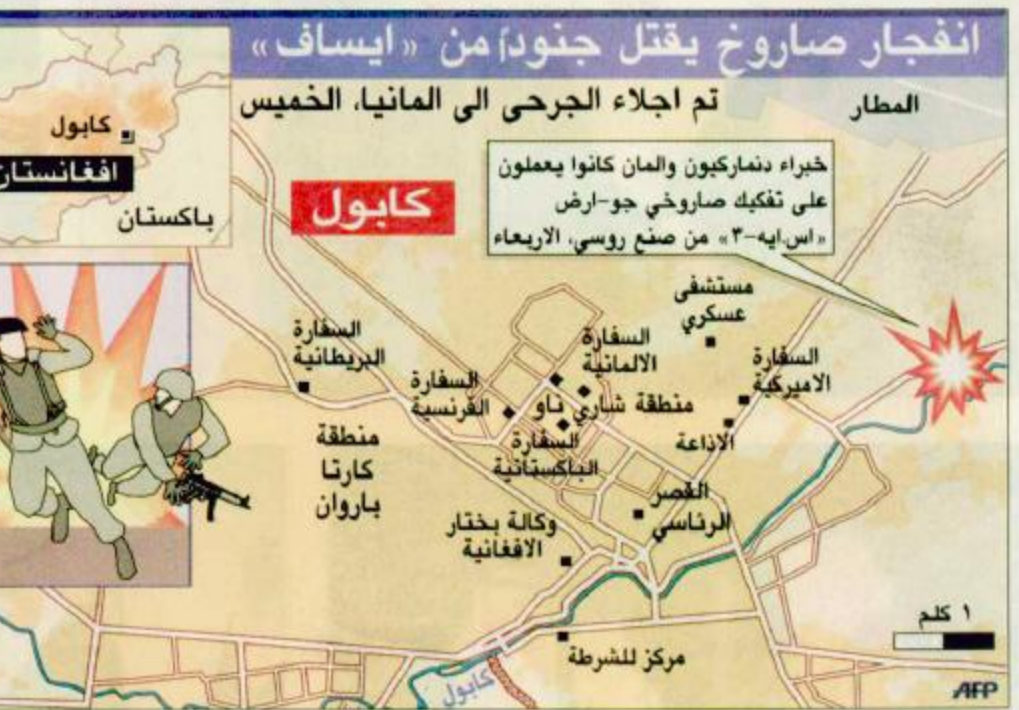 انفجار صاروخ يقتل جنوداً من «ايساف»
تم اجلاء الجرحى الى المانيا، الخميس
المطار
كابول
افغانستان
باكستان
كابول
خبراء دنماركيون والمان كانوا يعملون
على تفكيك صاروخي جو-ارض
«اس.ايه-٣» من صنع روسي، الاربعاء
مستشفى
عسكري
السفارة
الاميركية
السفارة
الالمانية
السفارة
البريطانية
السفارة
الفرنسية
منطقة شاري ناو
الاذاعة
السفارة
الباكستانية
منطقة
كارتا
باروان
القصر
الرئاسي
وكالة بختار
الافغانية
١ كلم
مركز للشرطة
كابول
AFP